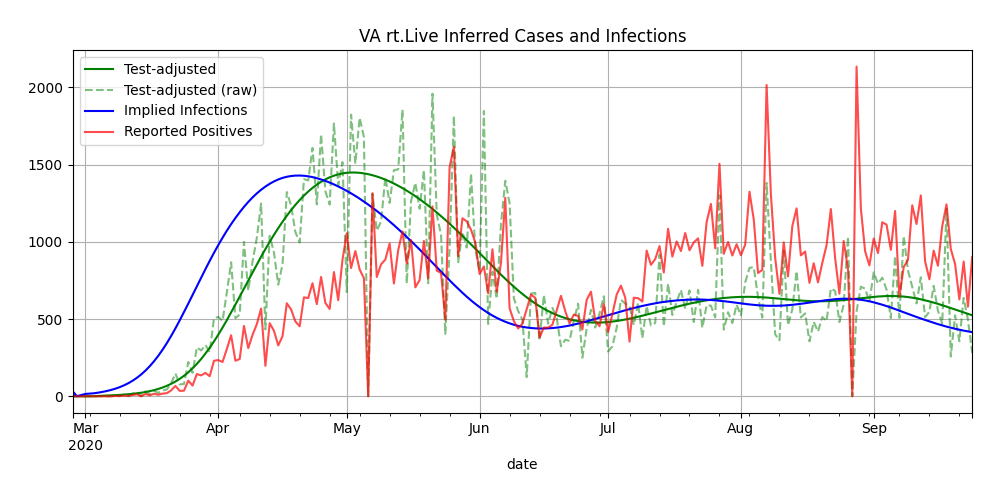 VA rt.Live Inferred Cases and Infections
Test-adjusted
Test-adjusted (raw)
Implied Infections
Reported Positives
2000
1500
1000
500
0
Mar Apr May Jun Jul Aug Sep
2020
date